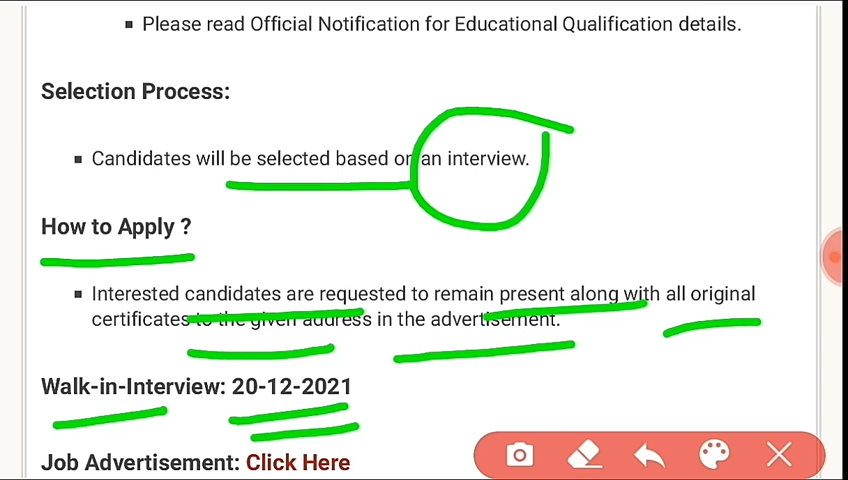 ▪ Please read Official Notification for Educational Qualification details.
Selection Process:
▪ Candidates will be selected based on an interview.
How to Apply ?
▪ Interested candidates are requested to remain present along with all original
certificates to the given address in the advertisement.
Walk-in-Interview: 20-12-2021
Job Advertisement: Click Here